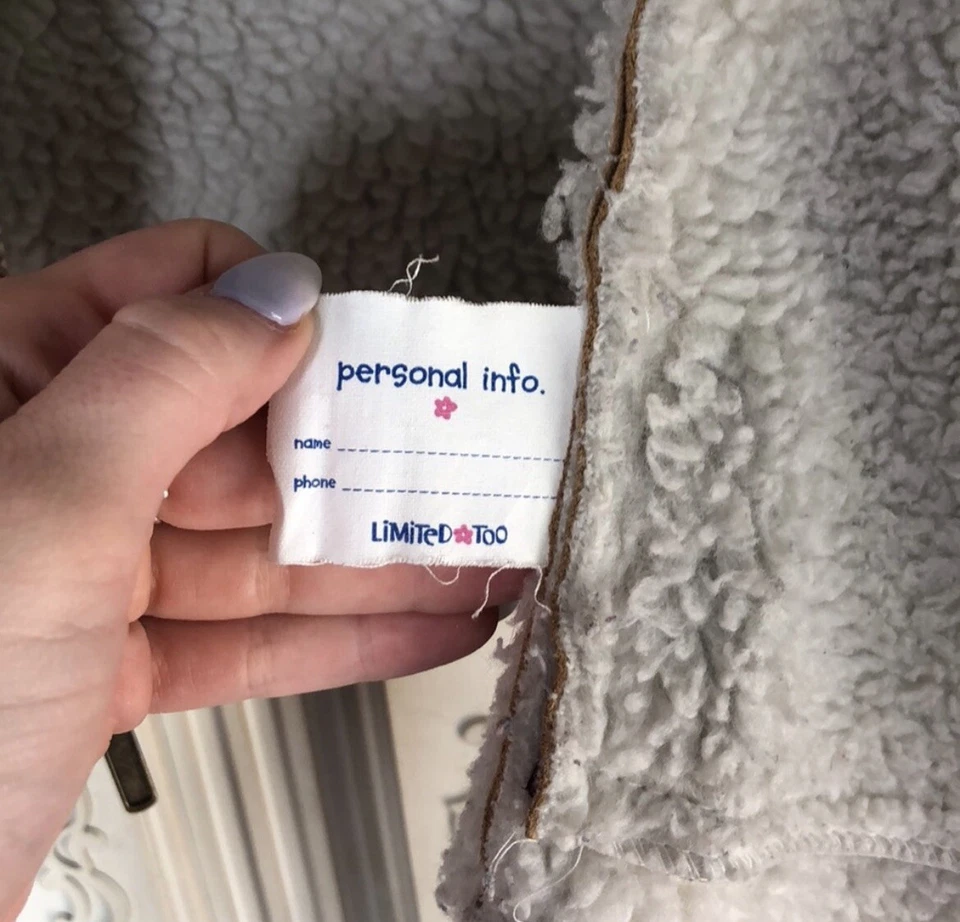 personal info.
name
phone
LiMiTeD TOO